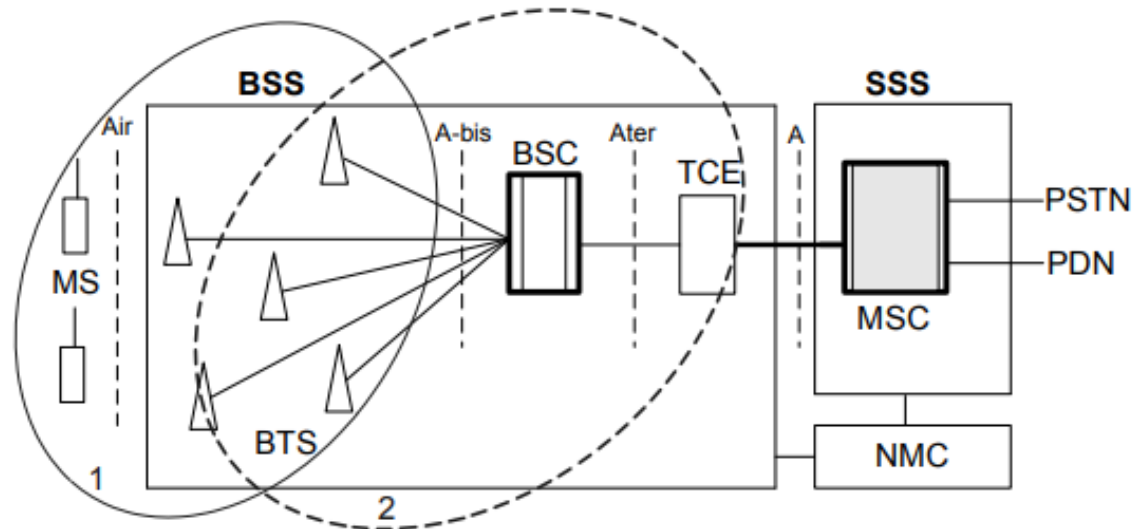 BSS
SSS
Air
A-bis
Ater
A
BSC
TCE
PSTN
MS
PDN
MSC
BTS
NMC
1
2